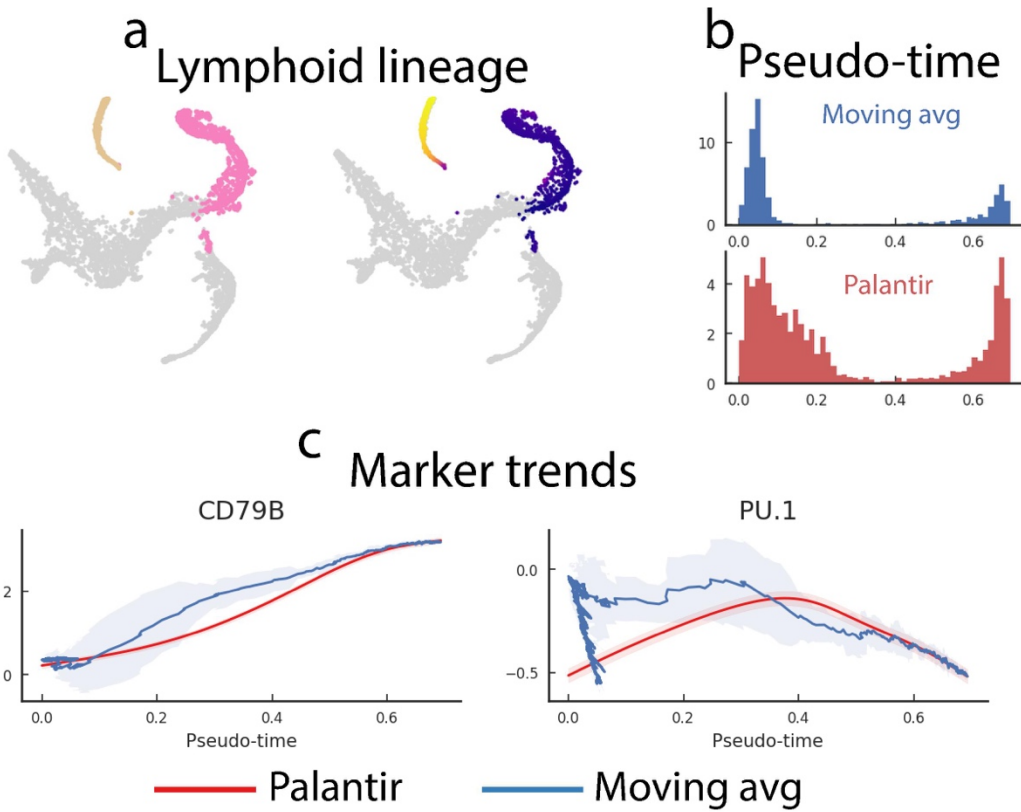 a
Lymphoid lineage
b
Pseudo-time
Moving avg
10
0
0.0 0.2 0.4 0.6
Palantir
4
2
0
0.0 0.2 0.4 0.6
c
Marker trends
CD79B
2
0
0.0 0.2 0.4 0.6
Pseudo-time
PU.1
0.0
−0.5
0.0 0.2 0.4 0.6
Pseudo-time
Palantir Moving avg